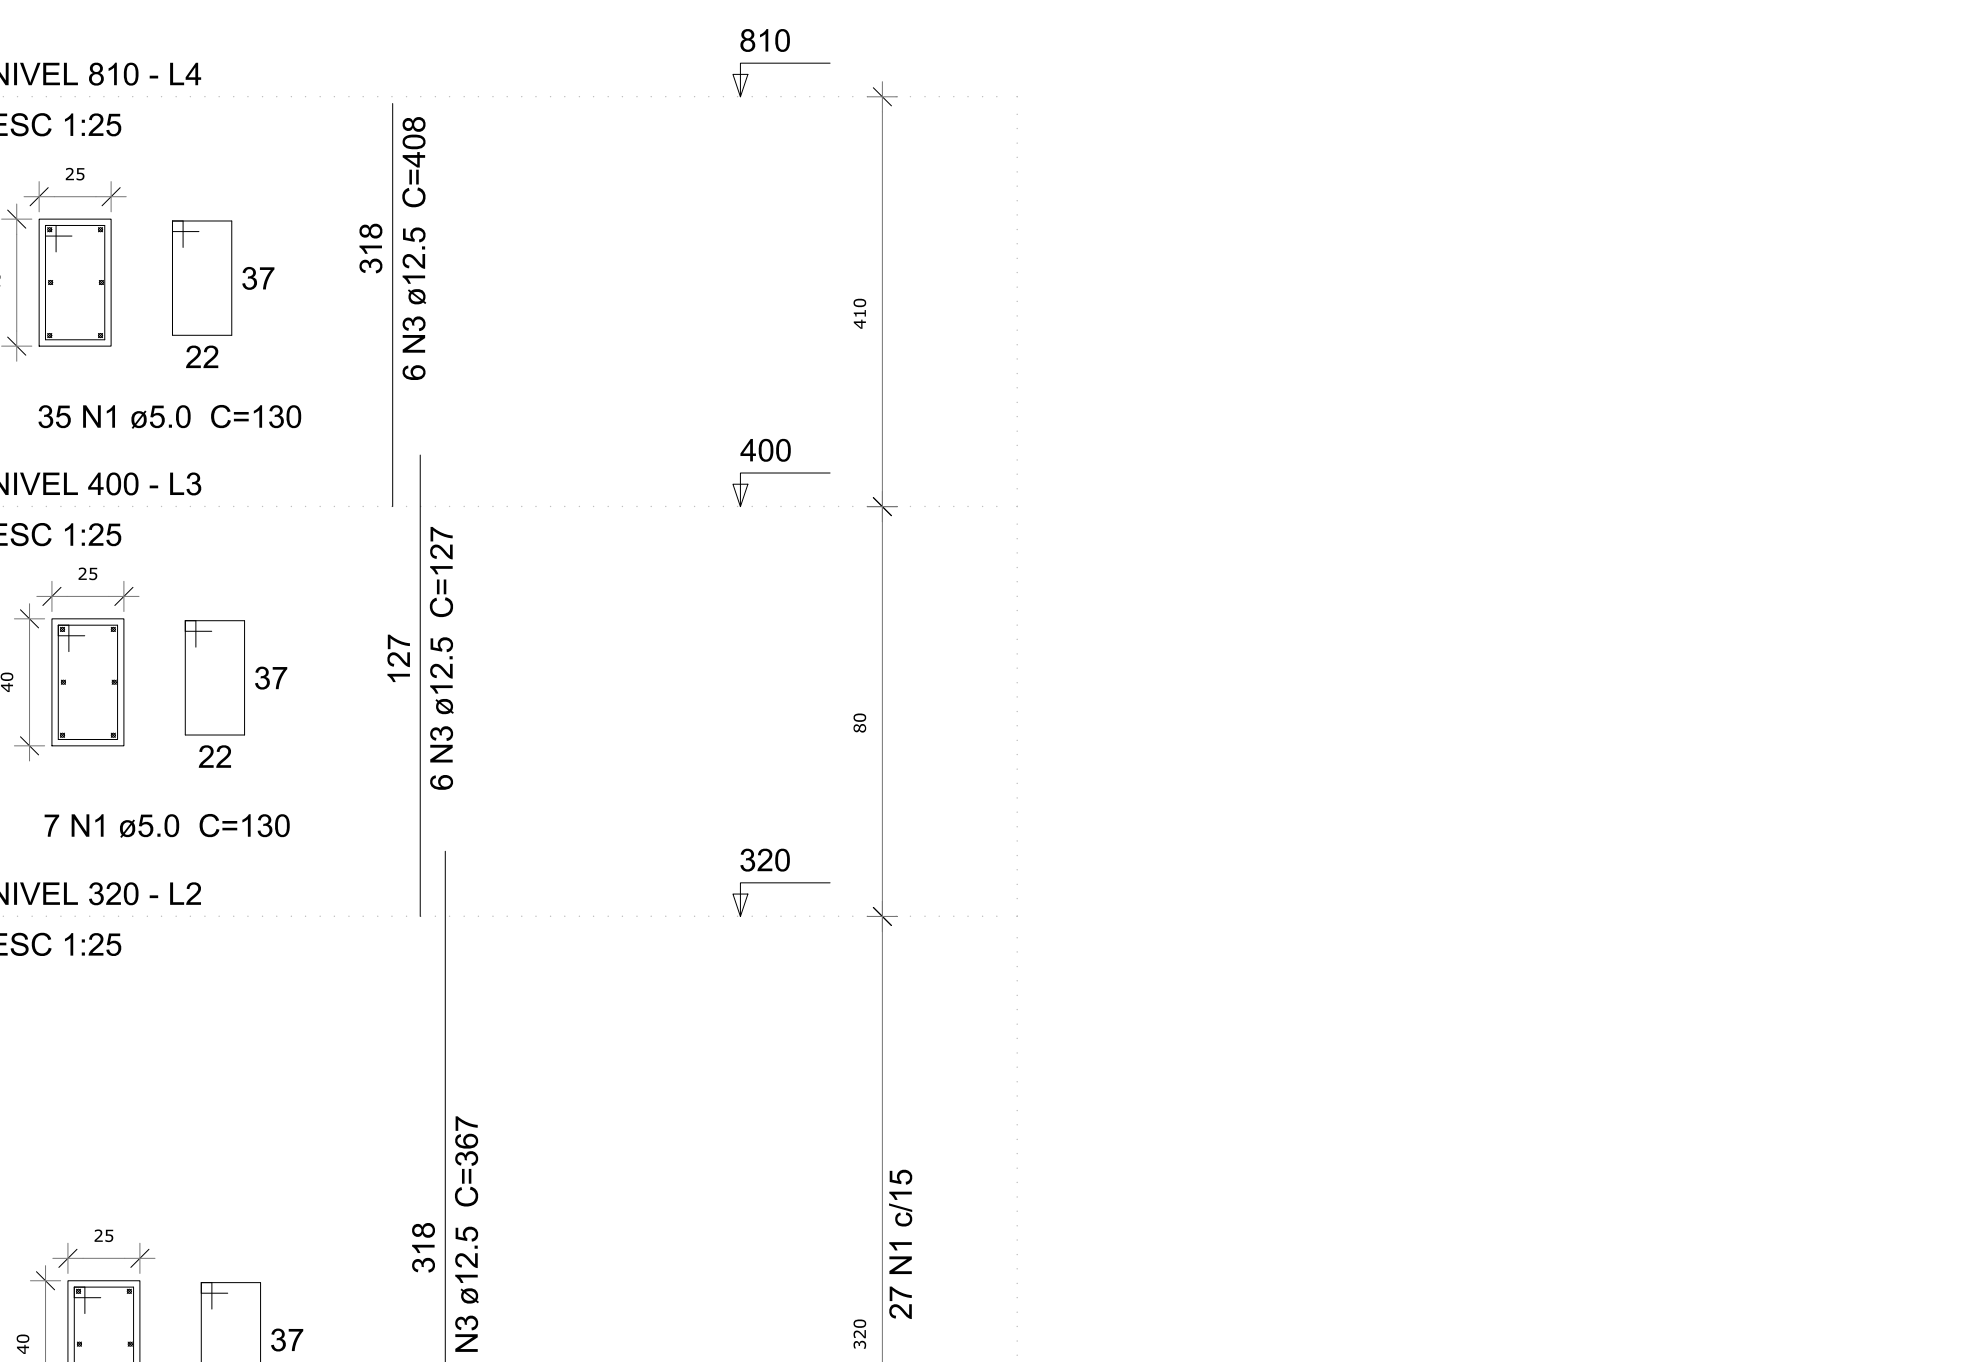 810
NIVEL 810 - L4
ESC 1:25
25
37
22
318
6 N3 ø12.5  C=408
410
35 N1 ø5.0  C=130
400
NIVEL 400 - L3
ESC 1:25
25
40
37
22
127
6 N3 ø12.5  C=127
80
7 N1 ø5.0  C=130
320
NIVEL 320 - L2
ESC 1:25
25
40
37
318
N3 ø12.5  C=367
320
27 N1 c/15